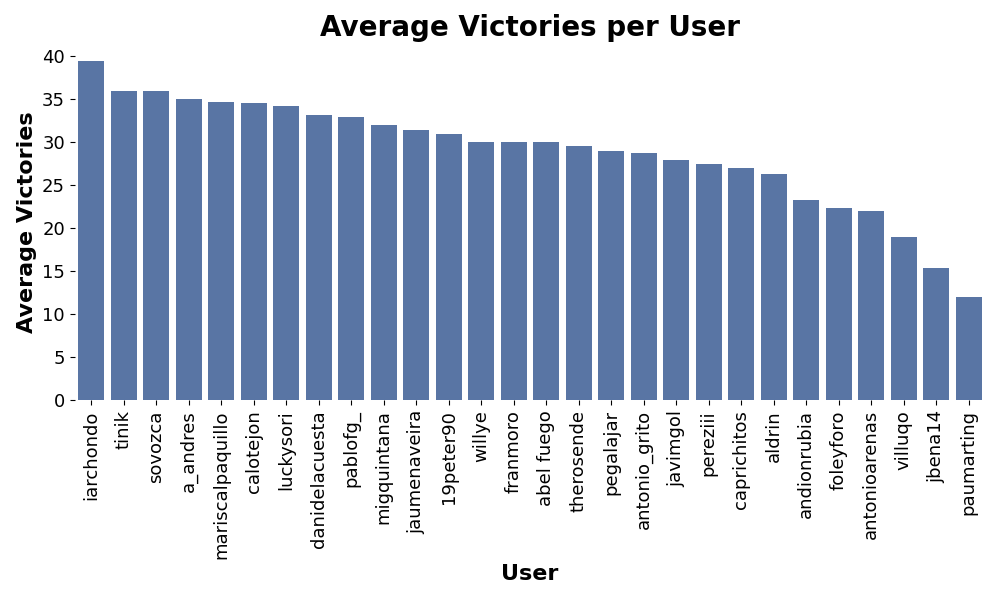 Average Victories per User
Average Victories
40
35
30
25
20
15
10
5
0
iarchondo
tinik
sovozca
a_andres
mariscalpaquillo
calotejon
luckysori
danidelacuesta
pablofg_
migquintana
jaumenaveira
19peter90
willye
franmoro
abel fuego
therosende
pegalajar
antonio_grito
javimgol
pereziii
caprichitos
aldrin
andionrubia
foleyforo
antonioarenas
villuqo
jbena14
paumarting
User